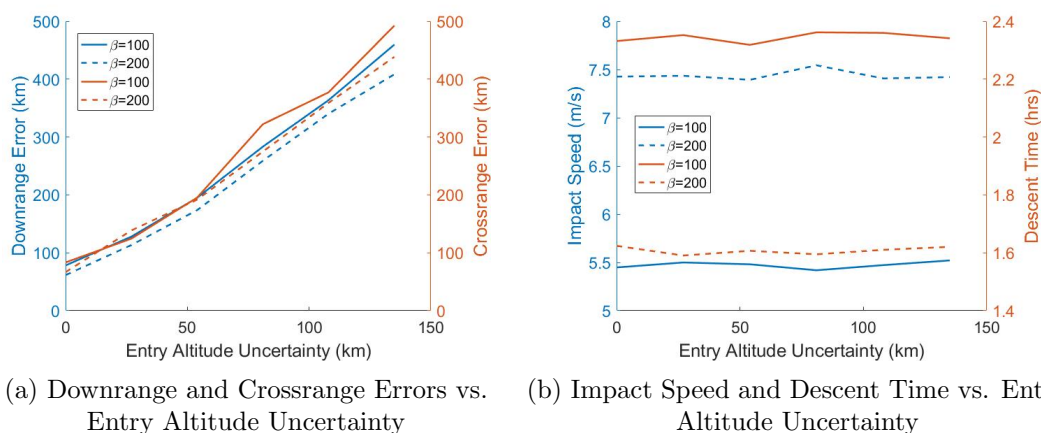 500
400
300
200
100
0
Downrange Error (km)
β=100
β=200
β=100
β=200
500
400
300
200
100
0
Crossrange Error (km)
0
50
100
150
Entry Altitude Uncertainty (km)
(a) Downrange and Crossrange Errors vs.
Entry Altitude Uncertainty
8
7.5
7
6.5
6
5.5
5
Impact Speed (m/s)
β=100
β=200
β=100
β=200
2.4
2.2
2
1.8
1.6
1.4
Descent Time (hrs)
0
50
100
150
Entry Altitude Uncertainty (km)
(b) Impact Speed and Descent Time vs. Ent
Altitude Uncertainty